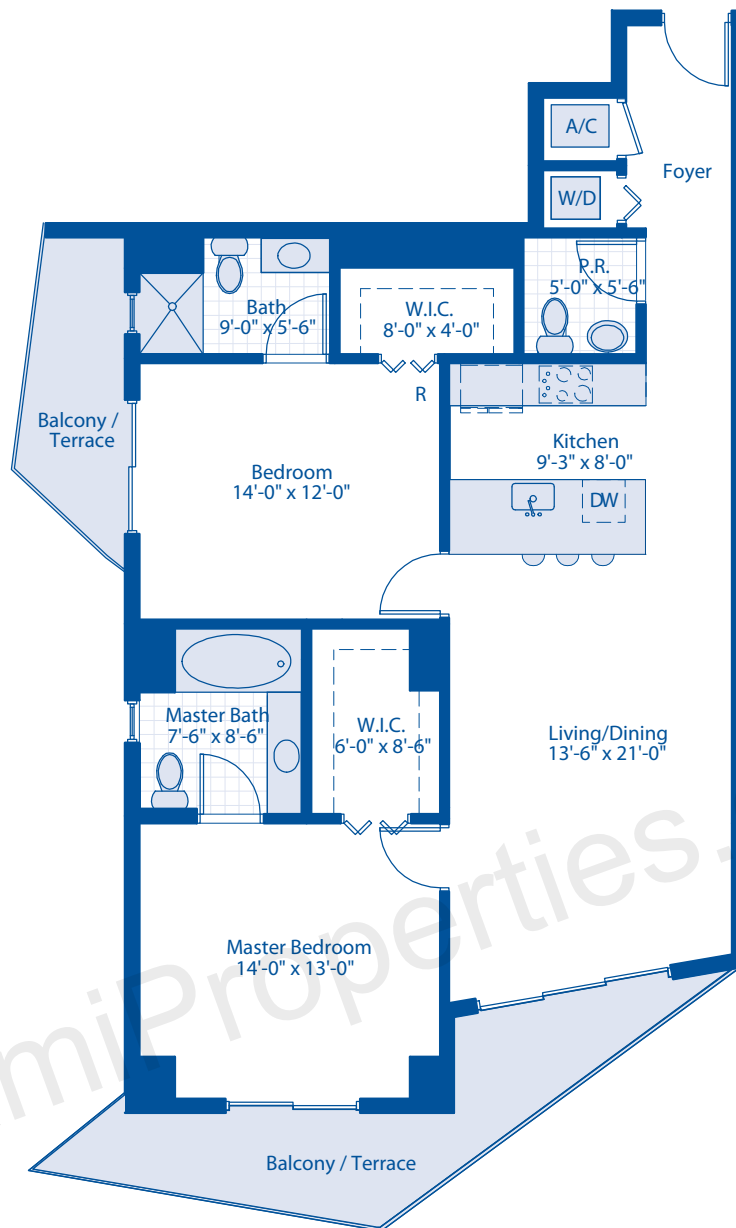 A/C
Foyer
W/D
P.R.
5'-0" x 5'-6"
Bath
9'-0" x 5'-6"
W.I.C.
8'-0" x 4'-0"
R
Balcony /
Terrace
Kitchen
9'-3" x 8'-0"
Bedroom
14'-0" x 12'-0"
DW
Master Bath
7'-6" x 8'-6"
W.I.C.
6'-0" x 8'-6"
Living/Dining
13'-6" x 21'-0"
Master Bedroom
14'-0" x 13'-0"
miProperties.
Balcony / Terrace